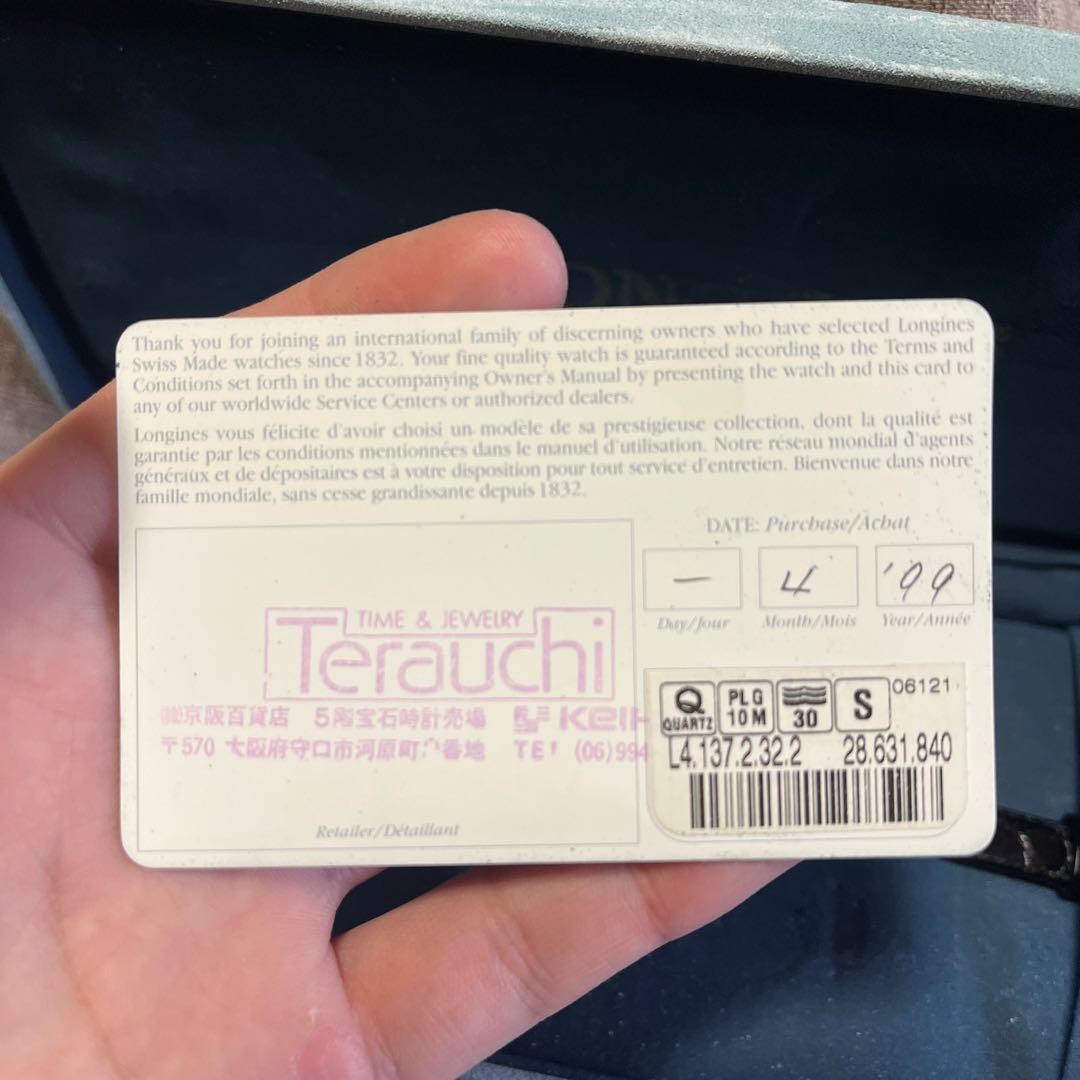 Thank you for joining an international family of discerning owners who have selected Longines
Swiss Made watches since 1832. Your fine quality watch is guaranteed according to the Terms and
Conditions set forth in the accompanying Owner's Manual by presenting the watch and this card to
any of our worldwide Service Centers or authorized dealers.
Longines vous félicite d'avoir choisi un modèle de sa prestigieuse collection, dont la qualité est
garantie par les conditions mentionnées dans le manuel d'utilisation. Notre réseau mondial d'agents
généraux et de dépositaires est à votre disposition pour tout service d'entretien. Bienvenue dans notre
famille mondiale, sans cesse grandissante depuis 1832.
DATE: Purchase/Achat
— 4 '99
Day/Jour Month/Mois Year/Année
TIME & JEWELRY
Terauchi
京阪百貨店 5階宝石時計売場
〒570 大阪府守口市河原町 番地 (06)994
Retailer/Détaillant
Q QUARTZ PLG 10M 30 S 06121
L4.137.2.32.2 28.631.840